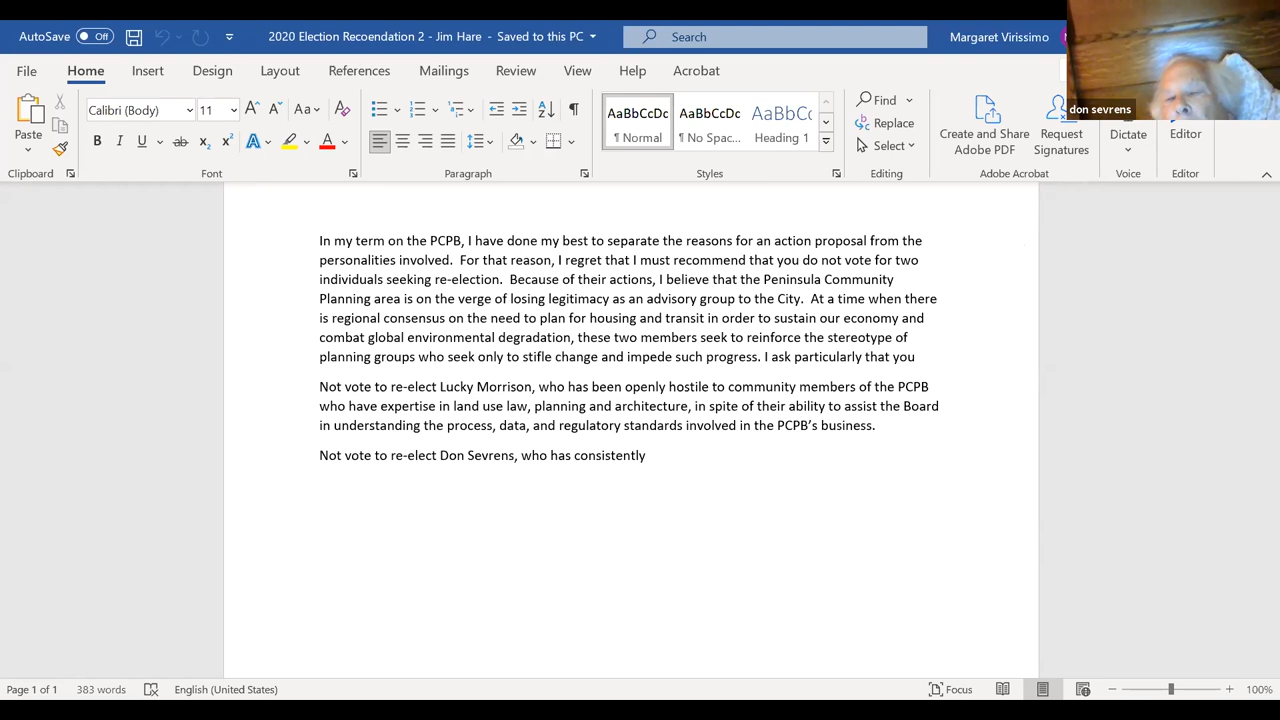 AutoSave Off 2020 Election Recoendation 2 - Jim Hare - Saved to this PC Search Margaret Virissimo
don sevrens
File Home Insert Design Layout References Mailings Review View Help Acrobat
Calibri (Body) 11 Aa
AaBbCcDc AaBbCcDc AaBbCc
¶ Normal ¶ No Spac... Heading 1
Find
Replace
Select
Paste
Create and Share Adobe PDF
Request Signatures
Dictate
Editor
Clipboard Font Paragraph Styles Editing Adobe Acrobat Voice Editor
In my term on the PCPB, I have done my best to separate the reasons for an action proposal from the
personalities involved. For that reason, I regret that I must recommend that you do not vote for two
individuals seeking re-election. Because of their actions, I believe that the Peninsula Community
Planning area is on the verge of losing legitimacy as an advisory group to the City. At a time when there
is regional consensus on the need to plan for housing and transit in order to sustain our economy and
combat global environmental degradation, these two members seek to reinforce the stereotype of
planning groups who seek only to stifle change and impede such progress. I ask particularly that you
Not vote to re-elect Lucky Morrison, who has been openly hostile to community members of the PCPB
who have expertise in land use law, planning and architecture, in spite of their ability to assist the Board
in understanding the process, data, and regulatory standards involved in the PCPB's business.
Not vote to re-elect Don Sevrens, who has consistently
Page 1 of 1 383 words English (United States) Focus 100%